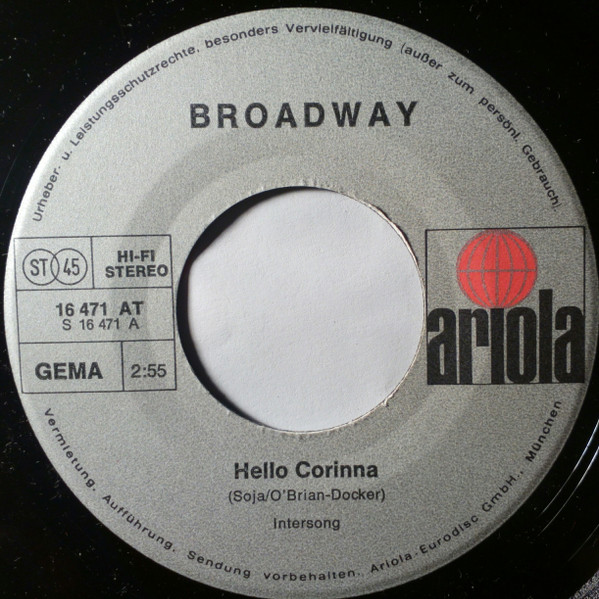 Urheber- u. Leistungsschutzrechte, besonders Vervielfältigung (außer zum persönl. Gebrauch),
BROADWAY
ST 45
HI-FI
STEREO
16 471 AT
S 16 471 A
GEMA
2:55
ariola
Hello Corinna
(Soja/O'Brian-Docker)
Intersong
Vermietung, Aufführung, Sendung vorbehalten., Ariola-Eurodisc GmbH., München